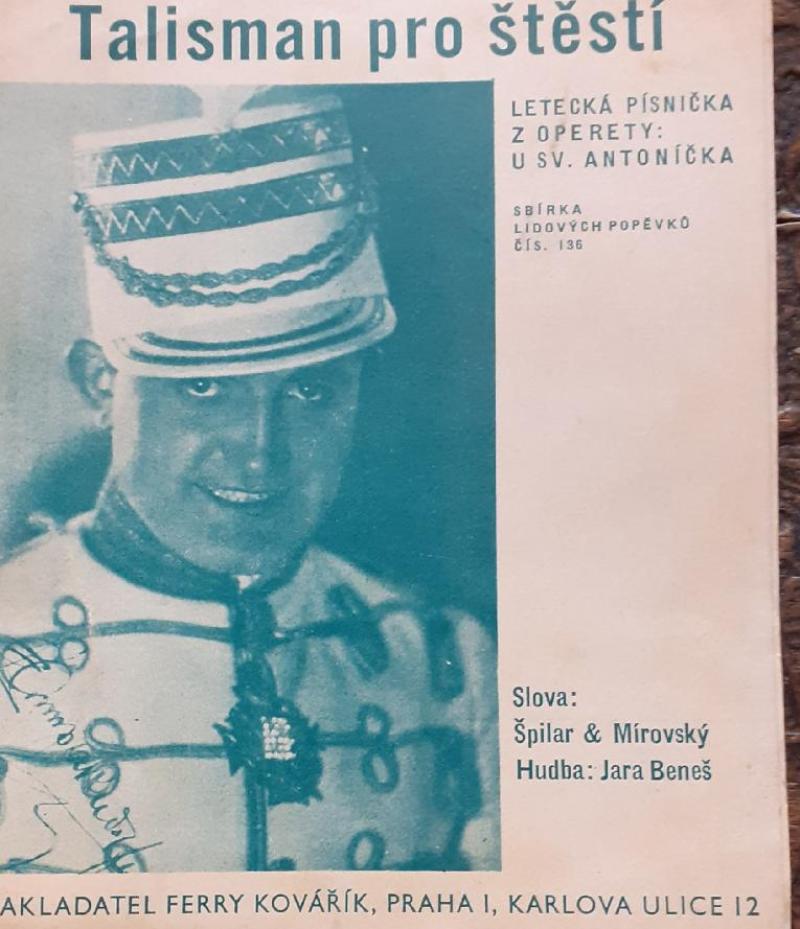 Talisman pro štěstí
LETECKÁ PÍSNIČKA
Z OPERETY:
U SV. ANTONÍČKA
SBÍRKA
LIDOVÝCH POPĚVKŮ
ČÍS. 136
Slova:
Špilar & Mírovský
Hudba: Jara Beneš
AKLADATEL FERRY KOVÁŘÍK, PRAHA I, KARLOVA ULICE 12